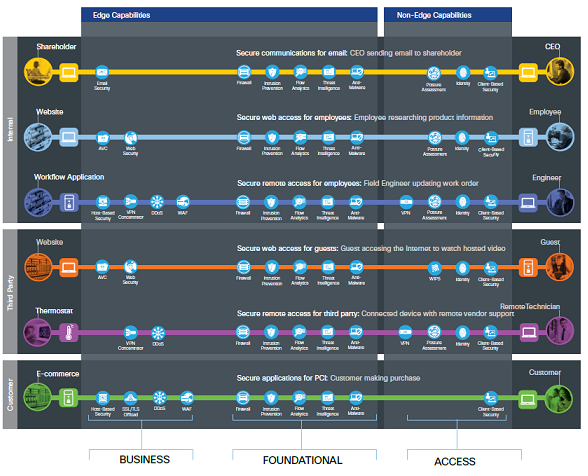 Edge Capabilities
Non-Edge Capabilities
Internal
Shareholder
Secure communications for email: CEO sending email to shareholder
CEO
Email Security
Firewall
Intrusion Prevention
Flow Analytics
Threat Intelligence
Anti-Malware
Posture Assessment
Identity
Client-Based Security
Website
Secure web access for employees: Employee researching product information
Employee
AVC
Web Security
Firewall
Intrusion Prevention
Flow Analytics
Threat Intelligence
Anti-Malware
Posture Assessment
Identity
Workflow Application
Secure remote access for employees: Field Engineer updating work order
Engineer
Host-Based Security
VPN Concentrator
DDoS
WAF
Firewall
Intrusion Prevention
Flow Analytics
Threat Intelligence
Anti-Malware
VPN
Posture Assessment
Identity
Client-Based Security
Third Party
Website
Secure web access for guests: Guest accesing the Internet to watch hosted video
Guest
AVC
Web Security
Firewall
Intrusion Prevention
Flow Analytics
Threat Intelligence
Anti-Malware
WIPS
Identity
Client-Based Security
Thermostat
Secure remote access for third party: Connected device with remote vendor support
RemoteTechnician
VPN Concentrator
DDoS
Firewall
Intrusion Prevention
Flow Analytics
Threat Intelligence
Anti-Malware
VPN
Posture Assessment
Identity
Client-Based Security
Customer
E-commerce
Secure applications for PCI: Customer making purchase
Customer
Host-Based Security
SSL/TLS Offload
DDoS
WAF
Firewall
Intrusion Prevention
Flow Analytics
Threat Intelligence
Anti-Malware
Client-Based Security
BUSINESS
FOUNDATIONAL
ACCESS